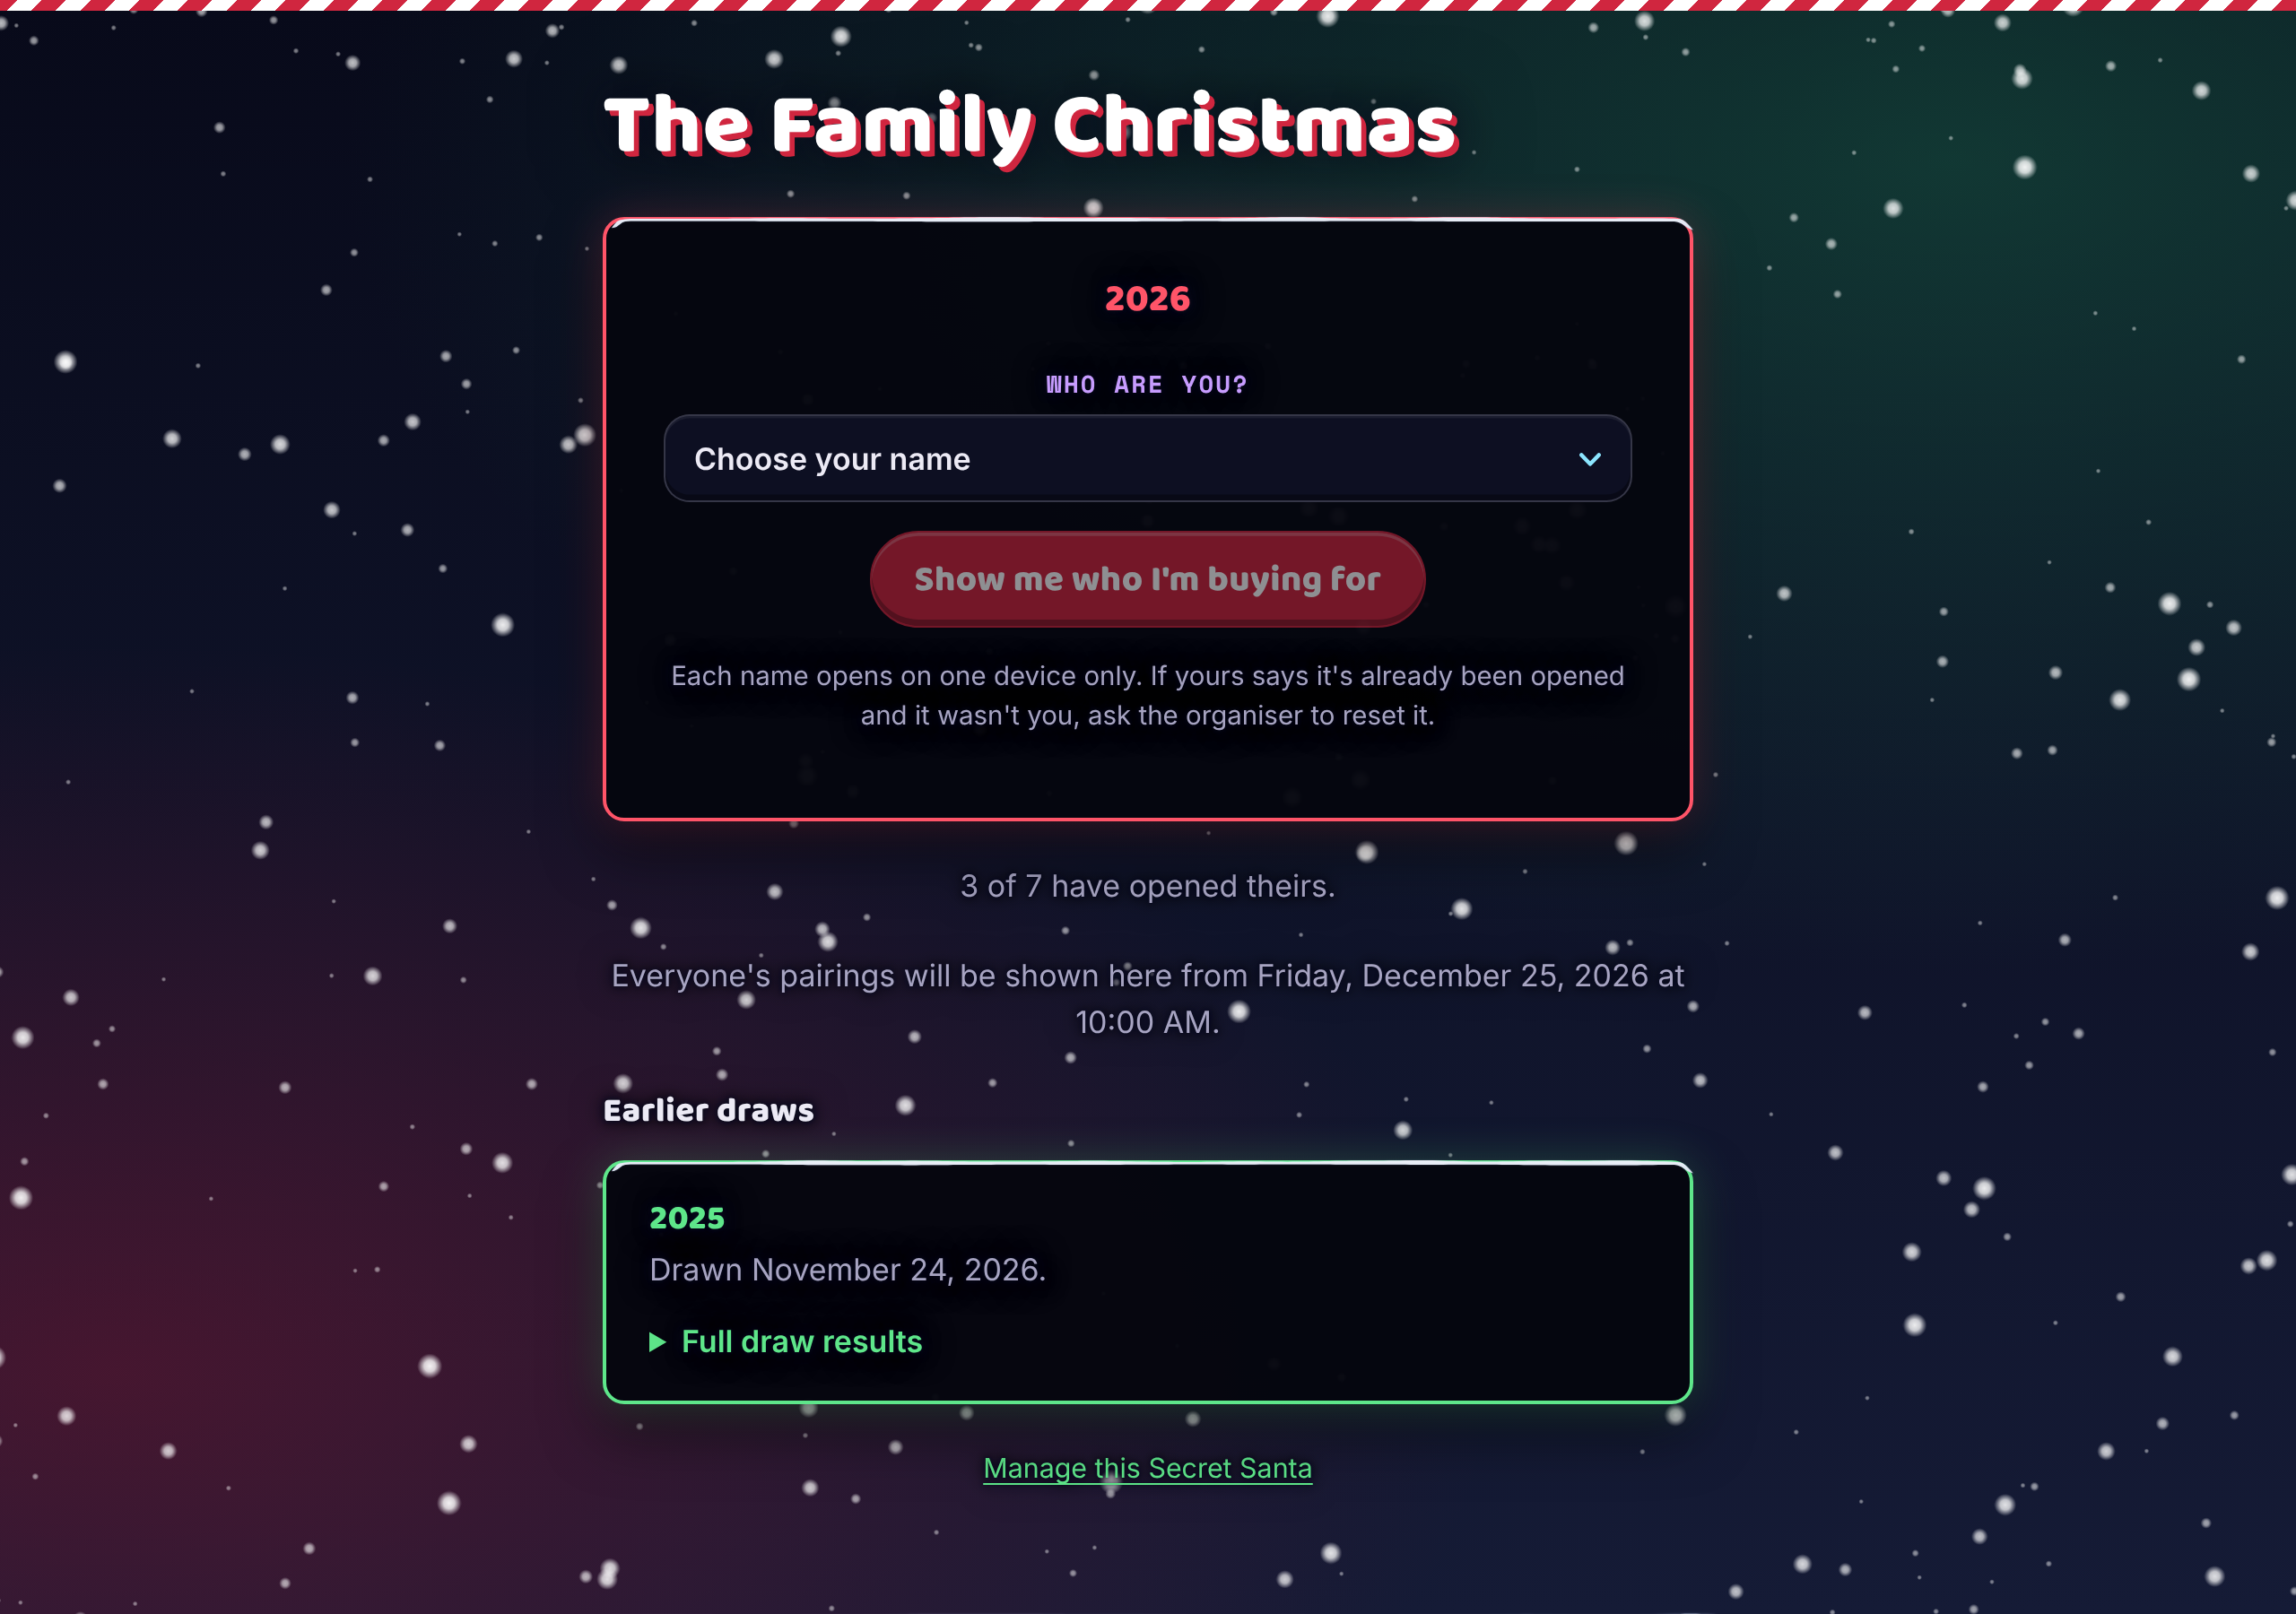 The Family Christmas
2026
WHO ARE YOU?
Choose your name
Show me who I'm buying for
Each name opens on one device only. If yours says it's already been opened
and it wasn't you, ask the organiser to reset it.
3 of 7 have opened theirs.
Everyone's pairings will be shown here from Friday, December 25, 2026 at
10:00 AM.
Earlier draws
2025
Drawn November 24, 2026.
Full draw results
Manage this Secret Santa